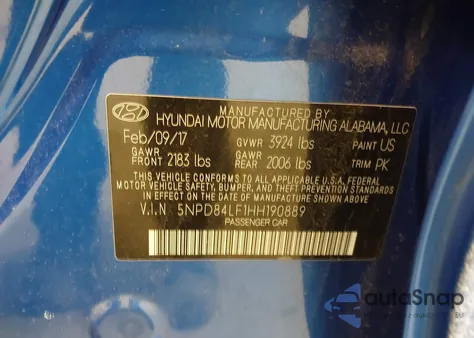 MANUFACTURED BY
HYUNDAI MOTOR MANUFACTURING ALABAMA, LLC
Feb/09/17 GVWR 3924 lbs PAINT US
GAWR FRONT 2183 lbs GAWR REAR 2006 lbs TRIM PK
THIS VEHICLE CONFORMS TO ALL APPLICABLE U.S.A. FEDERAL
MOTOR VEHICLE SAFETY, BUMPER, AND THEFT PREVENTION
STANDARDS IN EFFECT ON THE DATE OF MANUFACTURE SHOWN ABOVE.
V.I.N 5NPD84LF1HH190889
PASSENGER CAR
autoSnap